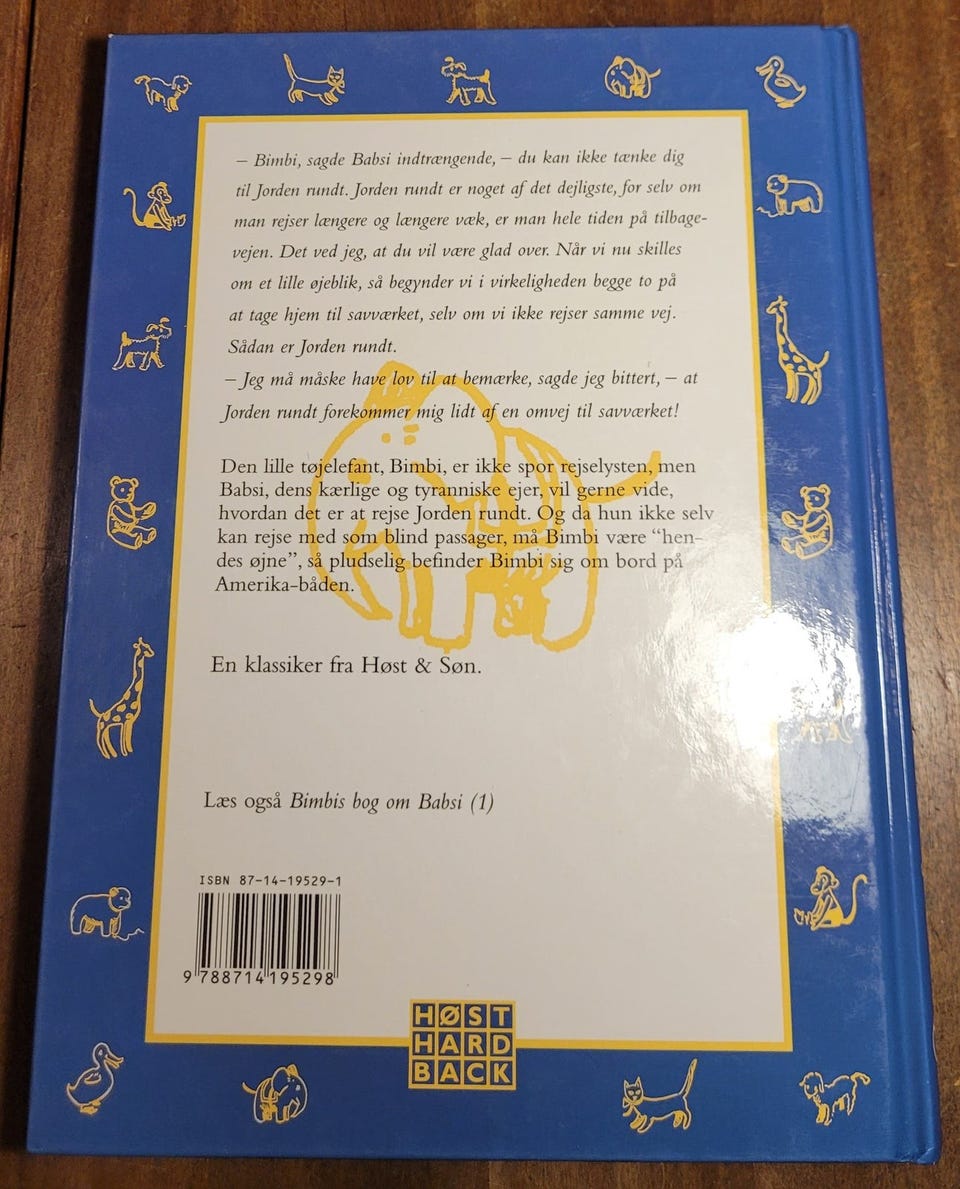 – Bimbi, sagde Babsi indtrængende, – du kan ikke tænke dig
til Jorden rundt. Jorden rundt er noget af det dejligste, for selv om
man rejser længere og længere væk, er man hele tiden på tilbage-
vejen. Det ved jeg, at du vil være glad over. Når vi nu skilles
om et lille øjeblik, så begynder vi i virkeligheden begge to på
at tage hjem til savværket, selv om vi ikke rejser samme vej.
Sådan er Jorden rundt.
– Jeg må måske have lov til at bemærke, sagde jeg bittert, – at
Jorden rundt forekommer mig lidt af en omvej til savværket!
Den lille tøjelefant, Bimbi, er ikke spor rejselysten, men
Babsi, dens kærlige og tyranniske ejer, vil gerne vide,
hvordan det er at rejse Jorden rundt. Og da hun ikke selv
kan rejse med som blind passager, må Bimbi være “hen-
des øjne”, så pludselig befinder Bimbi sig om bord på
Amerika-båden.
En klassiker fra Høst & Søn.
Læs også Bimbis bog om Babsi (1)
ISBN 87-14-19529-1
9 788714 195298
HØST
HARD
BACK